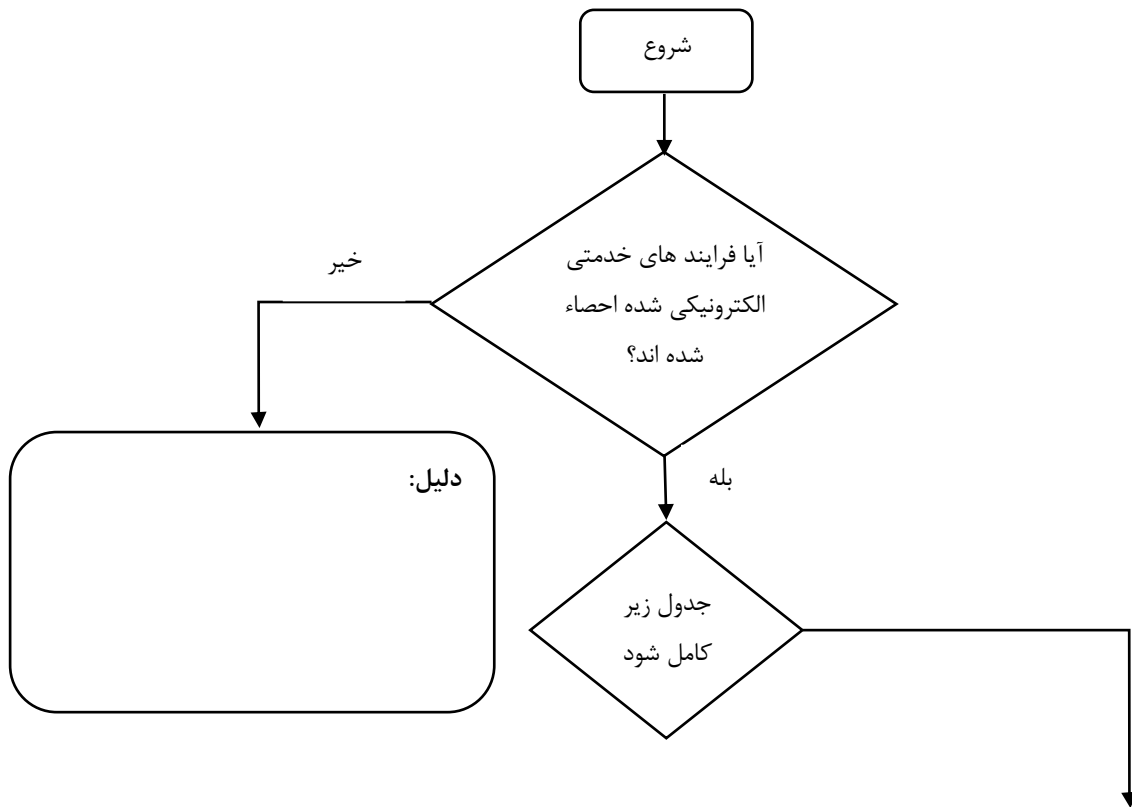 شروع
آیا فرایند های خدمتی
الکترونیکی شده احصاء
شده اند؟
خیر
دلیل:
بله
جدول زیر
کامل شود